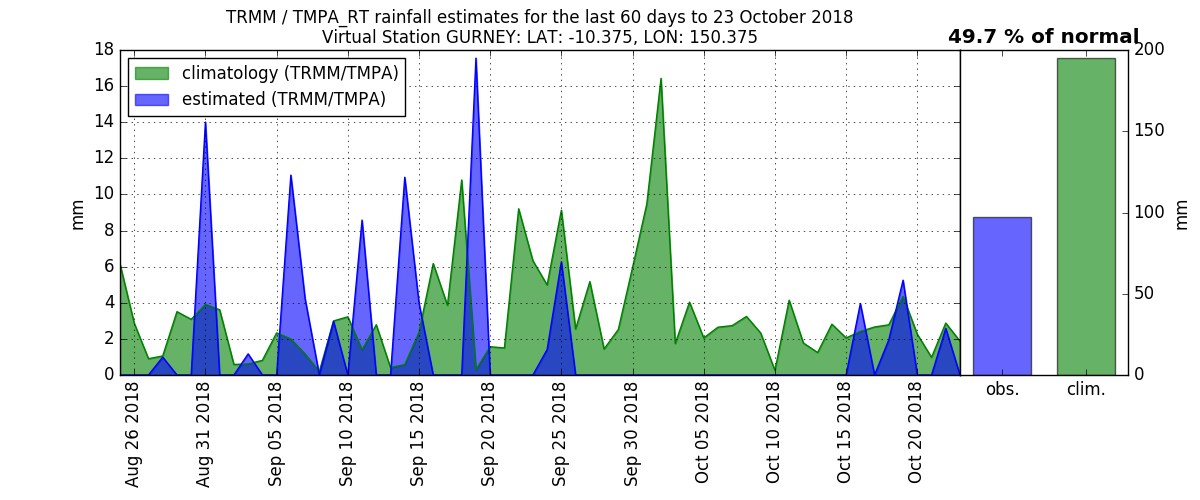 TRMM / TMPA_RT rainfall estimates for the last 60 days to 23 October 2018
Virtual Station GURNEY: LAT: -10.375, LON: 150.375
49.7 % of normal
climatology (TRMM/TMPA)
estimated (TRMM/TMPA)
18
16
14
12
10
8
6
4
2
0
mm
Aug 26 2018
Aug 31 2018
Sep 05 2018
Sep 10 2018
Sep 15 2018
Sep 20 2018
Sep 25 2018
Sep 30 2018
Oct 05 2018
Oct 10 2018
Oct 15 2018
Oct 20 2018
obs.
clim.
200
150
100
50
0
mm